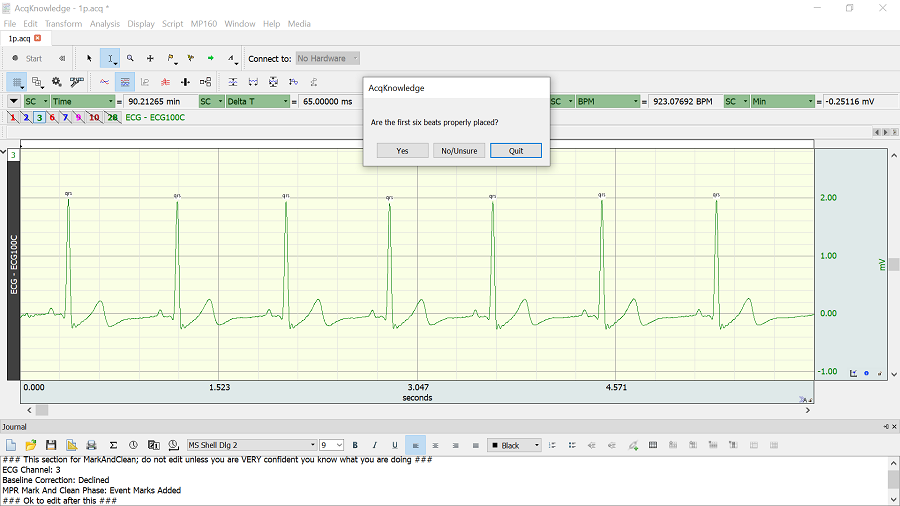 AcqKnowledge - 1p.acq *
File Edit Transform Analysis Display Script MP160 Window Help Media
1p.acq
Start Connect to: No Hardware
SC Time = 90.21265 min SC Delta T = 65.00000 ms SC BPM = 923.07692 BPM SC Min = -0.25116 mV
1 2 3 6 7 9 10 28 ECG - ECG100C
AcqKnowledge
Are the first six beats properly placed?
Yes No/Unsure Quit
3
qrs qrs qrs qrs qrs qrs qrs
ECG - ECG100C
2.00
1.00
0.00
-1.00
mV
0.000 1.523 3.047 4.571
seconds
Journal
MS Shell Dlg 2 9 B I U Black
### This section for MarkAndClean; do not edit unless you are VERY confident you know what you are doing ###
ECG Channel: 3
Baseline Correction: Declined
MPR Mark And Clean Phase: Event Marks Added
### Ok to edit after this ###